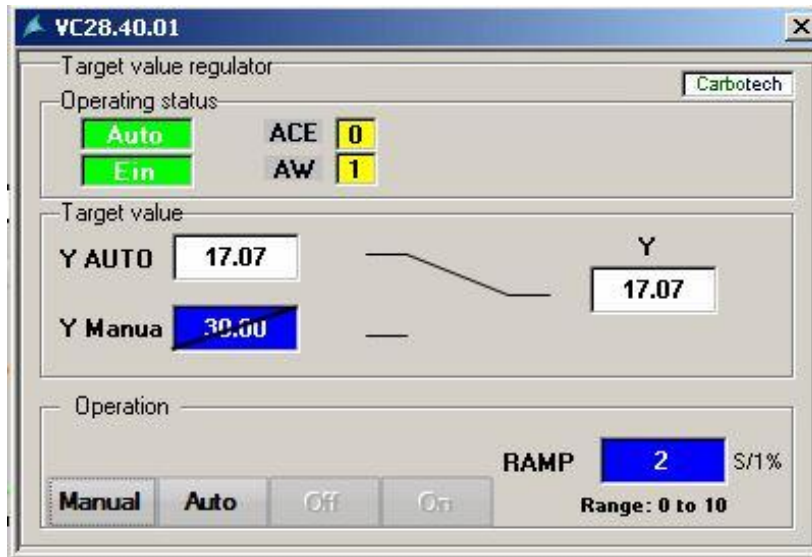 VC28.40.01
Target value regulator
Carbotech
Operating status
Auto ACE 0
Ein AW 1
Target value
Y AUTO 17.07
Y
17.07
Y Manua 30.00
Operation
RAMP 2 S/1%
Manual Auto Off On
Range: 0 to 10